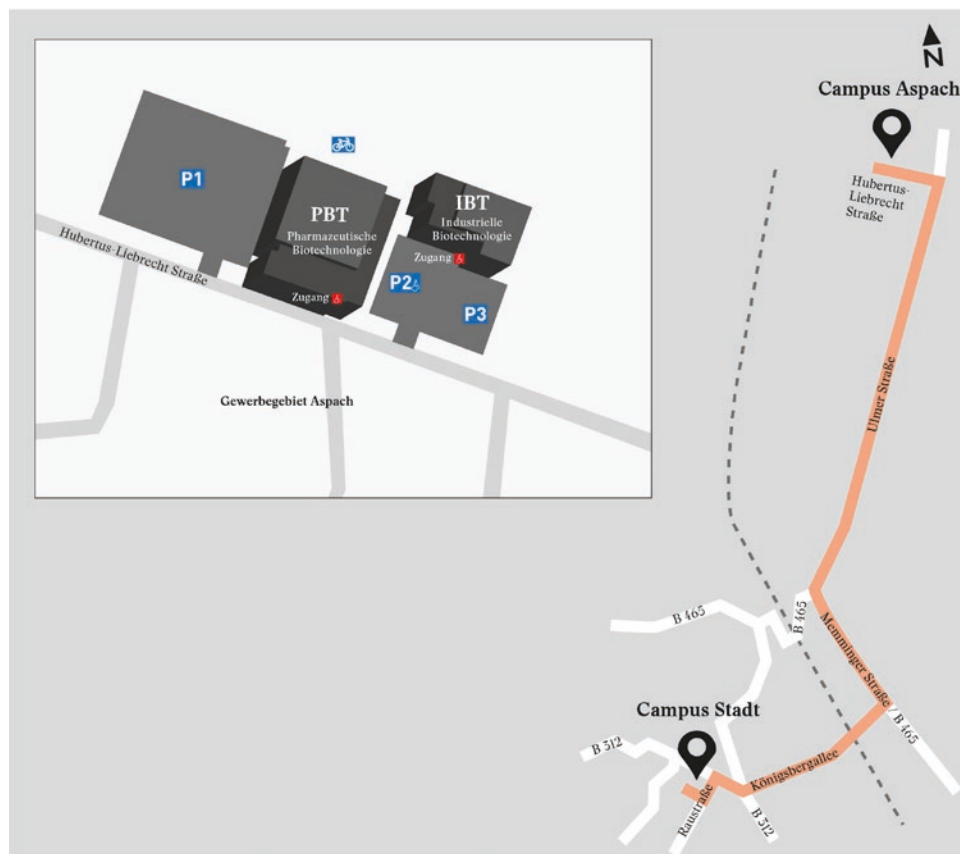 N
Campus Aspach
Hubertus-
Liebrecht
Straße
P1
PBT
Pharmazeutische
Biotechnologie
IBT
Industrielle
Biotechnologie
Zugang
Zugang
P2
P3
Hubertus-Liebrecht Straße
Gewerbegebiet Aspach
Ulmer Straße
B 465
B 465
Memminger Straße / B 465
Campus Stadt
B 312
Königsbergallee
Raustraße
B 312